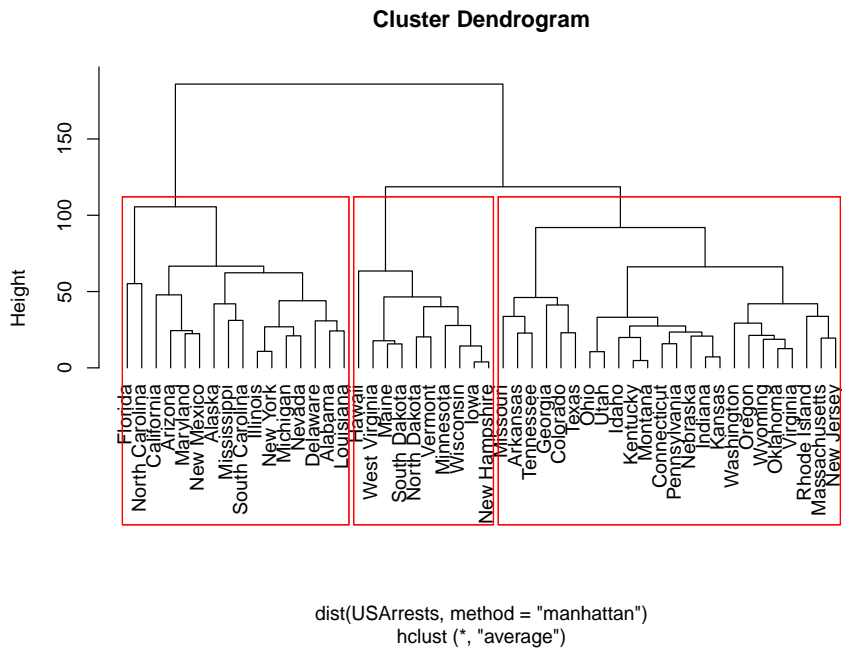 Cluster Dendrogram
Height
0
50
100
150
Florida
North Carolina
California
Arizona
Maryland
New Mexico
Alaska
Mississippi
South Carolina
Illinois
New York
Michigan
Nevada
Delaware
Alabama
Louisiana
Hawaii
West Virginia
Maine
South Dakota
North Dakota
Vermont
Minnesota
Wisconsin
Iowa
New Hampshire
Missouri
Arkansas
Tennessee
Georgia
Colorado
Texas
Ohio
Utah
Idaho
Kentucky
Montana
Connecticut
Pennsylvania
Nebraska
Indiana
Kansas
Washington
Oregon
Wyoming
Oklahoma
Virginia
Rhode Island
Massachusetts
New Jersey
dist(USArrests, method = "manhattan")
hclust (*, "average")